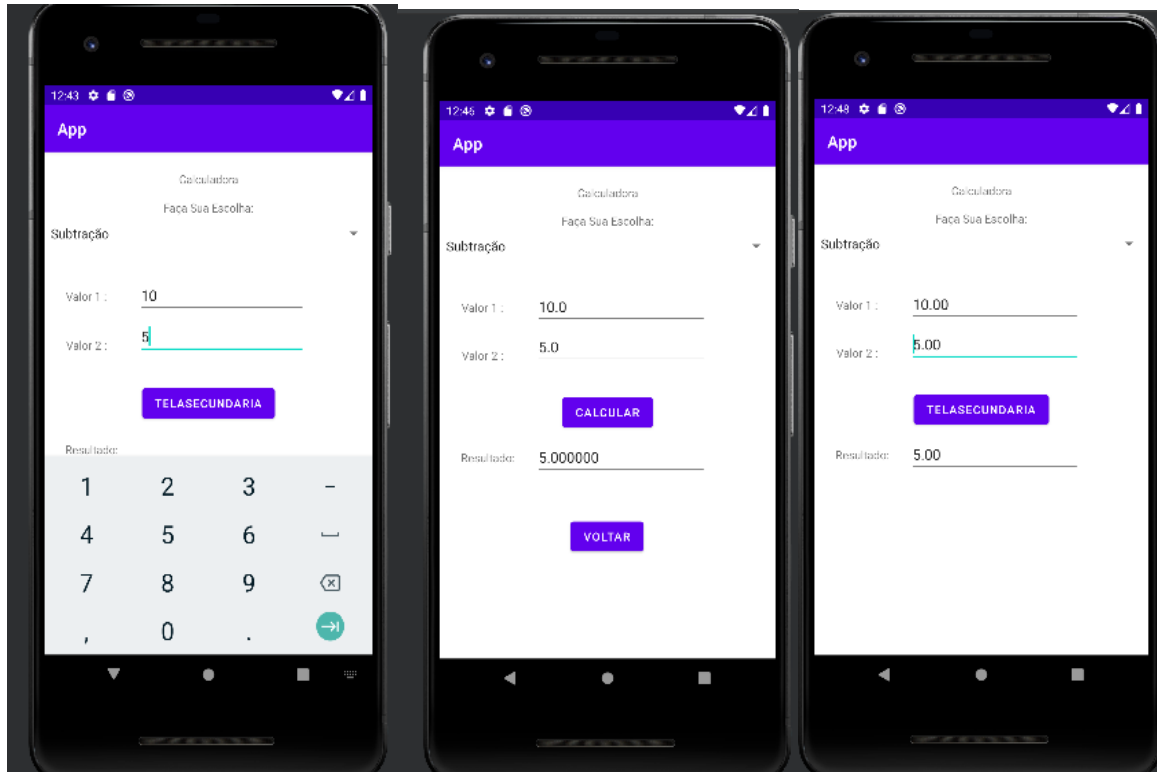 12:43
App
Calculadora
Faça Sua Escolha:
Subtração
Valor 1 : 10
Valor 2 : 5
TELASECUNDARIA
Resultado:
1 2 3 -
4 5 6
7 8 9
, 0 .
12:46
App
Calculadora
Faça Sua Escolha:
Subtração
Valor 1 : 10.0
Valor 2 : 5.0
CALCULAR
Resultado: 5.000000
VOLTAR
12:48
App
Calculadora
Faça Sua Escolha:
Subtração
Valor 1 : 10.00
Valor 2 : 5.00
TELASECUNDARIA
Resultado: 5.00